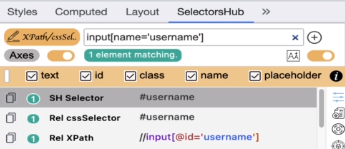 Styles Computed Layout SelectorsHub
XPath/cssSel.. input[name='username'] ×
Axes 1 element matching.
text id class name placeholder
1 SH Selector #username
1 Rel cssSelector #username
1 Rel XPath //input[@id='username']